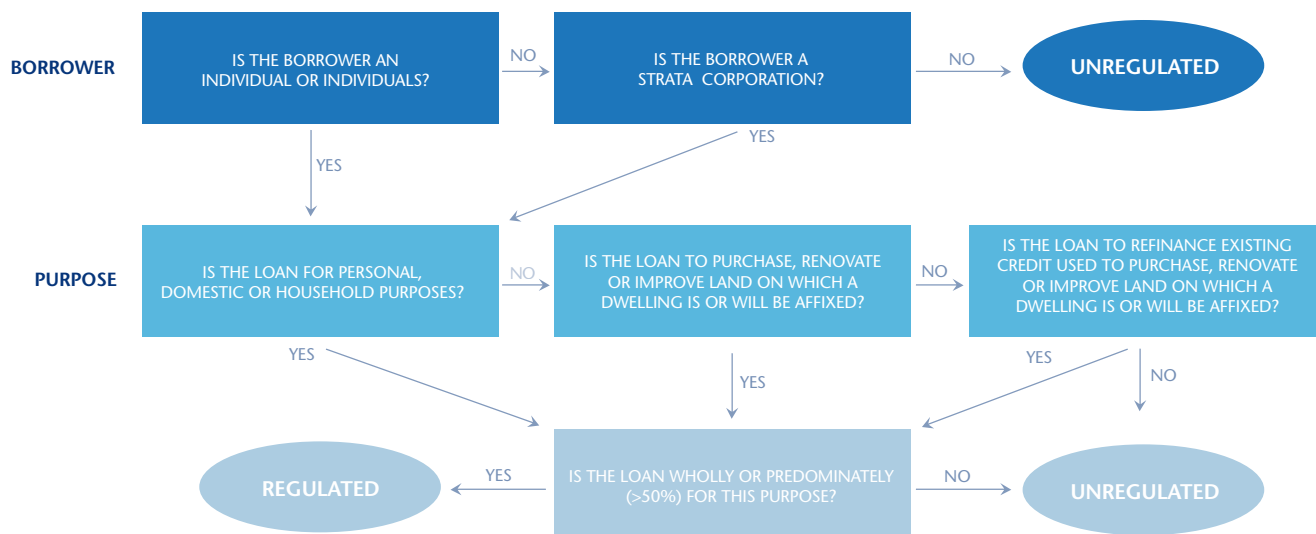 BORROWER
IS THE BORROWER AN
INDIVIDUAL OR INDIVIDUALS?
NO
IS THE BORROWER A
STRATA CORPORATION?
NO
UNREGULATED
YES
YES
PURPOSE
IS THE LOAN FOR PERSONAL,
DOMESTIC OR HOUSEHOLD PURPOSES?
NO
IS THE LOAN TO PURCHASE, RENOVATE
OR IMPROVE LAND ON WHICH A
DWELLING IS OR WILL BE AFFIXED?
NO
IS THE LOAN TO REFINANCE EXISTING
CREDIT USED TO PURCHASE, RENOVATE
OR IMPROVE LAND ON WHICH A
DWELLING IS OR WILL BE AFFIXED?
YES
YES
YES
NO
REGULATED
YES
IS THE LOAN WHOLLY OR PREDOMINATELY
(>50%) FOR THIS PURPOSE?
NO
UNREGULATED